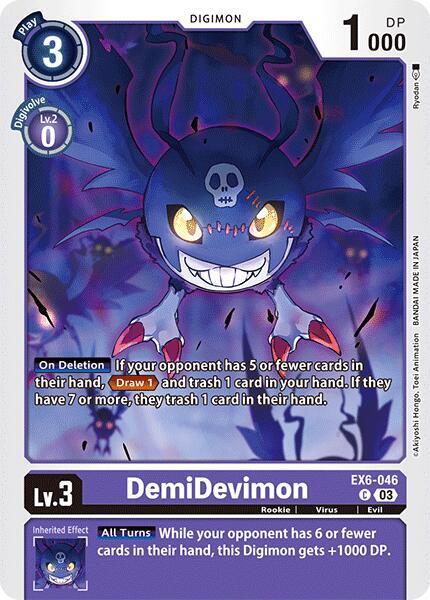 Play
3
DIGIMON
DP
1000
Digivolve
Lv.2
0
Ryodan
©Akiyoshi Hongo, Toei Animation BANDAI MADE IN JAPAN
On Deletion If your opponent has 5 or fewer cards in
their hand, Draw 1 and trash 1 card in your hand. If they
have 7 or more, they trash 1 card in their hand.
Lv.3
DemiDevimon
EX6-046
C 03
Rookie | Virus | Evil
Inherited Effect
All Turns While your opponent has 6 or fewer
cards in their hand, this Digimon gets +1000 DP.